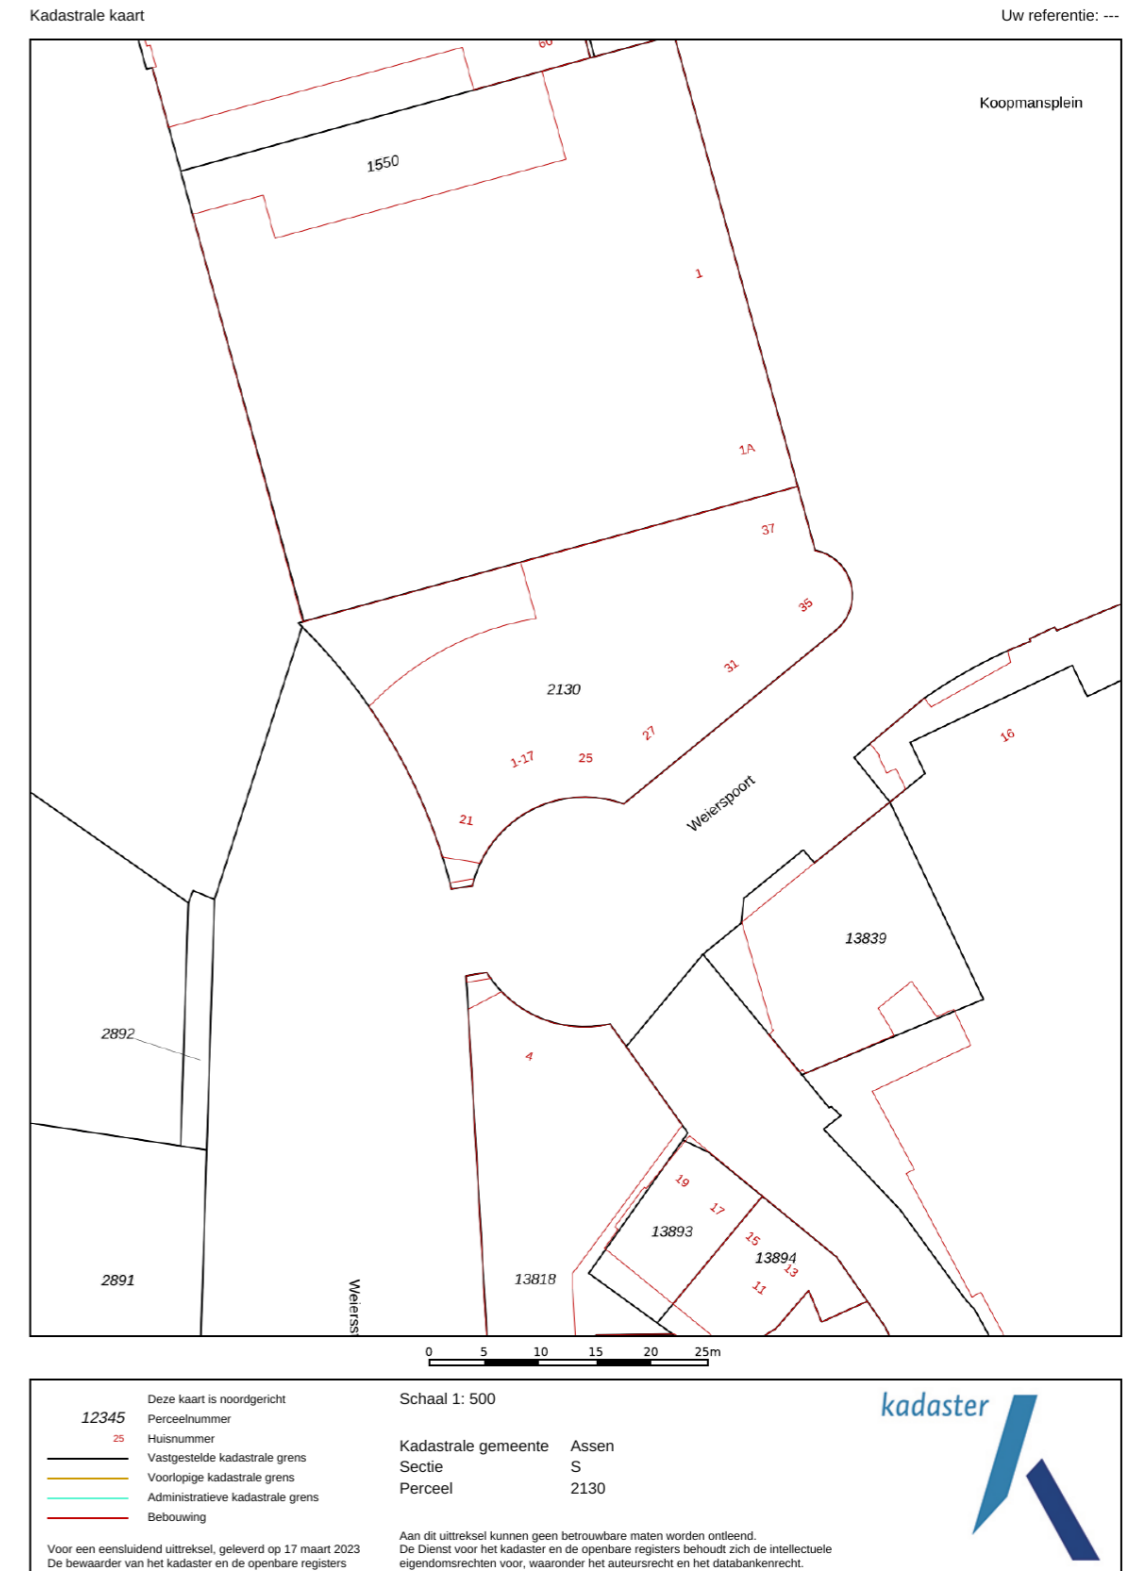 Kadastrale kaart
Uw referentie: ---
60
Koopmansplein
1550
1
1A
37
35
31
2130
27
1-17
25
16
Weierspoort
21
13839
2892
4
19
17
13893
15
13894
13
11
2891
13818
0 5 10 15 20 25m
Deze kaart is noordgericht
12345 Perceelnummer
25 Huisnummer
Vastgestelde kadastrale grens
Voorlopige kadastrale grens
Administratieve kadastrale grens
Bebouwing
Voor een eensluidend uittreksel, geleverd op 17 maart 2023
De bewaarder van het kadaster en de openbare registers
Schaal 1: 500
Kadastrale gemeente Assen
Sectie S
Perceel 2130
Aan dit uittreksel kunnen geen betrouwbare maten worden ontleend.
De Dienst voor het kadaster en de openbare registers behoudt zich de intellectuele
eigendomsrechten voor, waaronder het auteursrecht en het databankenrecht.
kadaster